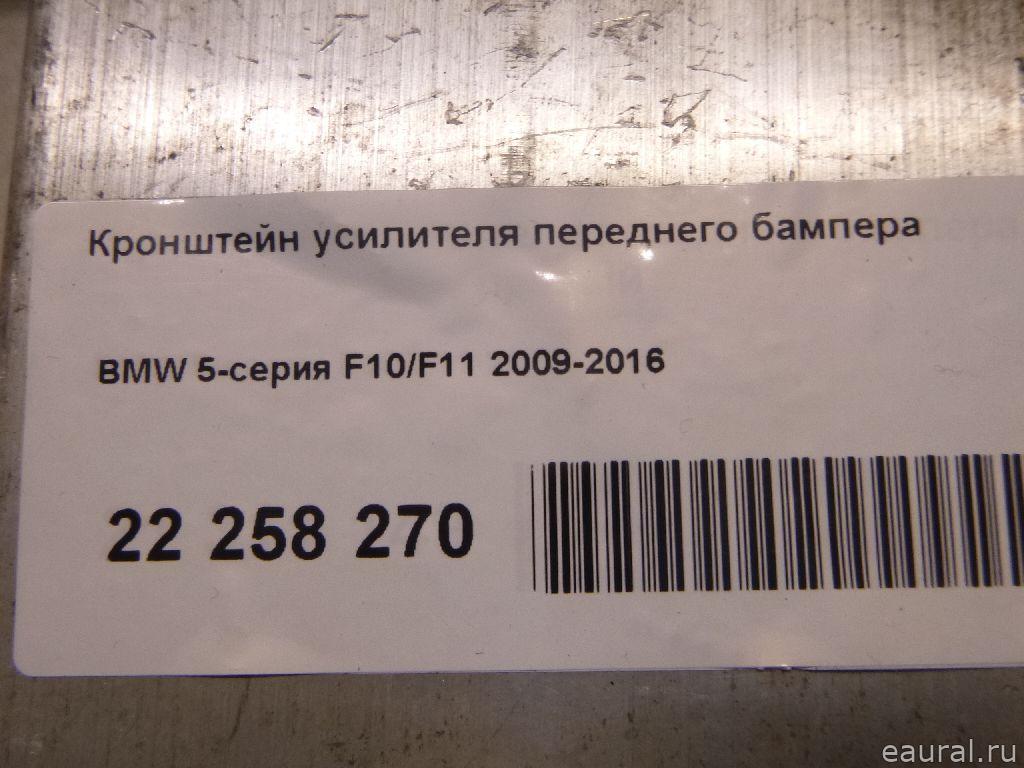 Кронштейн усилителя переднего бампера
BMW 5-серия F10/F11 2009-2016
22 258 270
eaural.ru